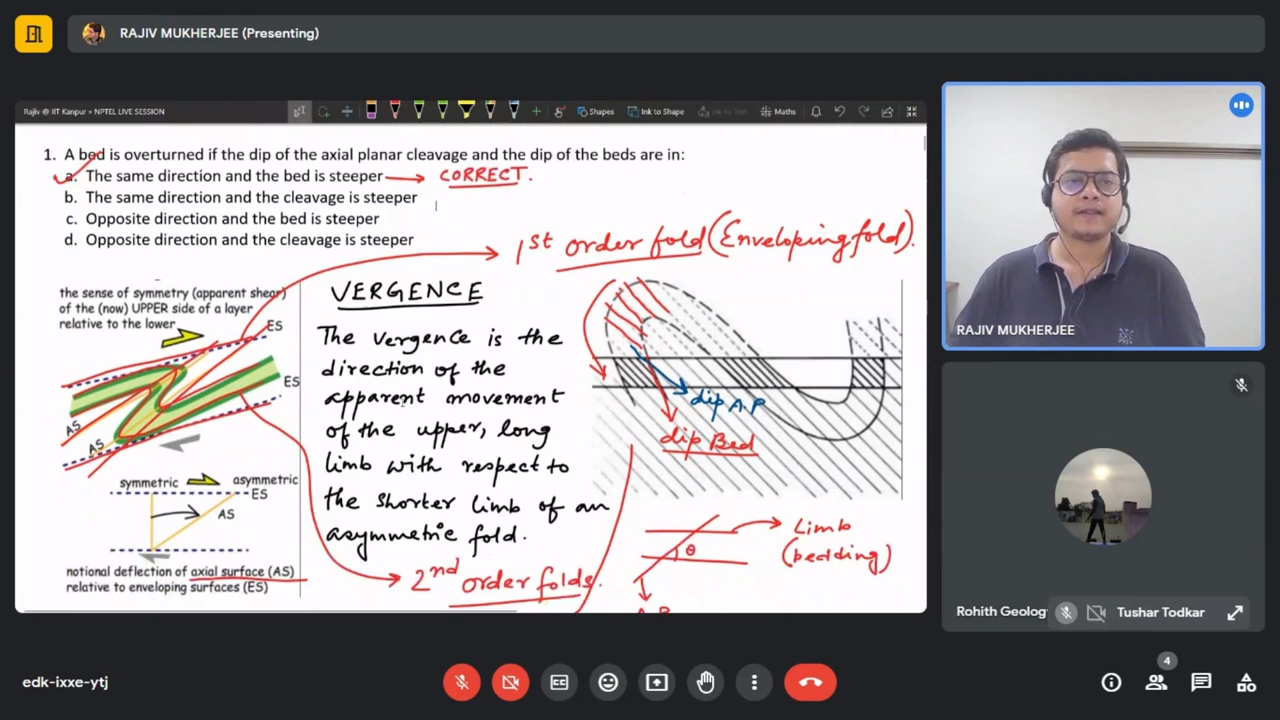 RAJIV MUKHERJEE (Presenting)
Rajiv @ IIT Kanpur » NPTEL LIVE SESSION
Shapes
Ink to Shape
Ink to Text
Maths
1. A bed is overturned if the dip of the axial planar cleavage and the dip of the beds are in:
a. The same direction and the bed is steeper → CORRECT.
b. The same direction and the cleavage is steeper
c. Opposite direction and the bed is steeper
d. Opposite direction and the cleavage is steeper
1st order fold (Enveloping fold).
the sense of symmetry (apparent shear)
of the (now) UPPER side of a layer
relative to the lower
ES
ES
AS
AS
symmetric
asymmetric
ES
AS
notional deflection of axial surface (AS)
relative to enveloping surfaces (ES)
VERGENCE
The vergence is the
direction of the
apparent movement
of the upper, long
limb with respect to
the shorter limb of an
asymmetric fold.
2nd order folds.
dip A.P
dip Bed
θ
Limb
(bedding)
RAJIV MUKHERJEE
Rohith Geolog
Tushar Todkar
edk-ixxe-ytj
4